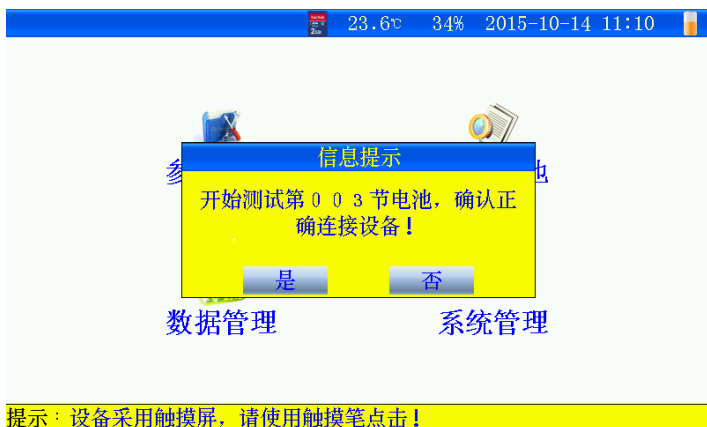 23.6℃ 34% 2015-10-14 11:10
信息提示
参
池
开始测试第003节电池，确认正
确连接设备！
是 否
数据管理 系统管理
提示：设备采用触摸屏，请使用触摸笔点击！